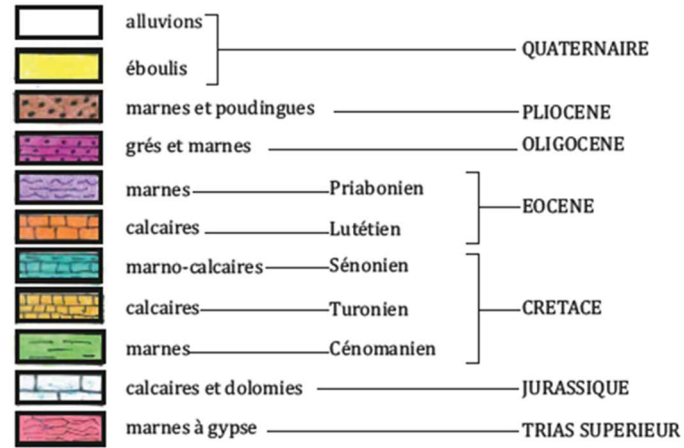 alluvions
QUATERNAIRE
éboulis
marnes et poudingues PLIOCENE
grés et marnes OLIGOCENE
marnes Priabonien
EOCENE
calcaires Lutétien
marno-calcaires Sénonien
calcaires Turonien CRETACE
marnes Cénomanien
calcaires et dolomies JURASSIQUE
marnes à gypse TRIAS SUPERIEUR